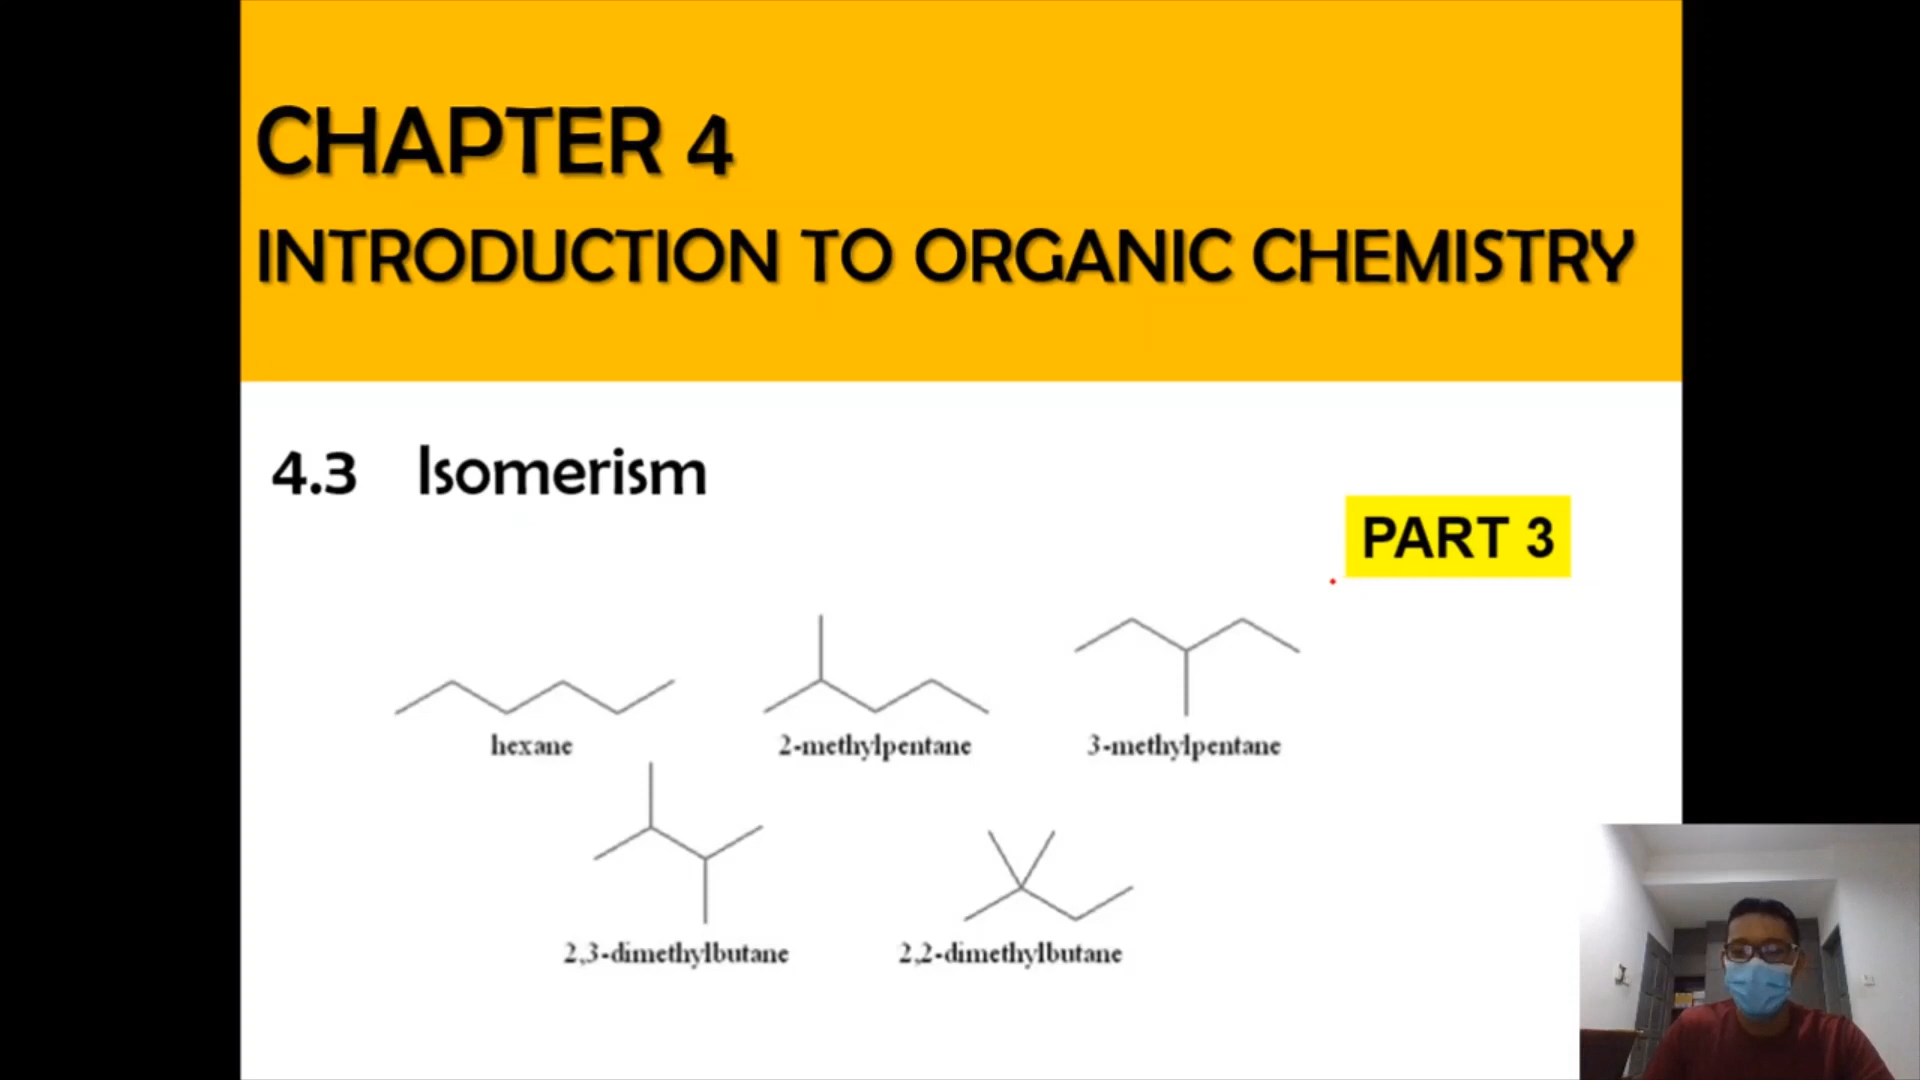 CHAPTER 4
INTRODUCTION TO ORGANIC CHEMISTRY
4.3 Isomerism
PART 3
hexane
2-methylpentane
3-methylpentane
2,3-dimethylbutane
2,2-dimethylbutane